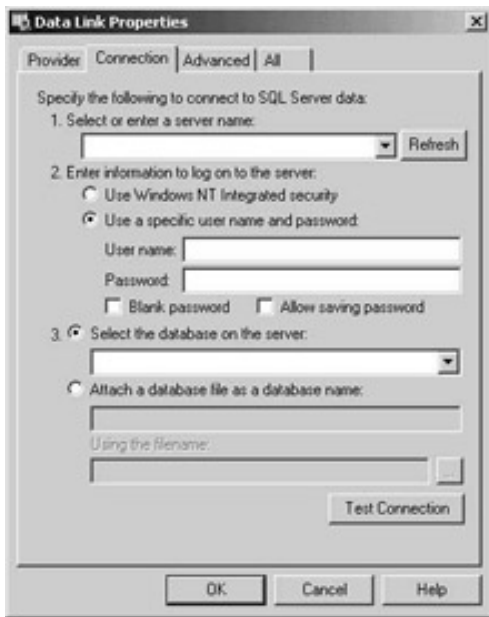 Data Link Properties
Provider Connection Advanced All
Specify the following to connect to SQL Server data:
1. Select or enter a server name:
Refresh
2. Enter information to log on to the server:
Use Windows NT Integrated security
Use a specific user name and password:
User name:
Password:
Blank password Allow saving password
3. Select the database on the server:
Attach a database file as a database name:
Using the filename:
...
Test Connection
OK Cancel Help